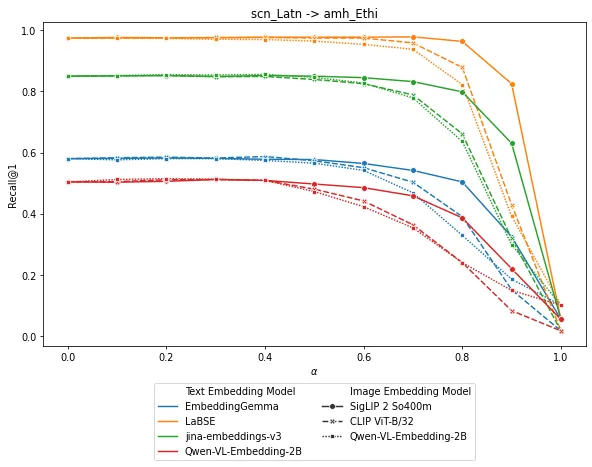 scn_Latn -> amh_Ethi
Recall@1
1.0
0.8
0.6
0.4
0.2
0.0
0.0 0.2 0.4 0.6 0.8 1.0
α
Text Embedding Model
EmbeddingGemma
LaBSE
jina-embeddings-v3
Qwen-VL-Embedding-2B
Image Embedding Model
SigLIP 2 So400m
CLIP ViT-B/32
Qwen-VL-Embedding-2B